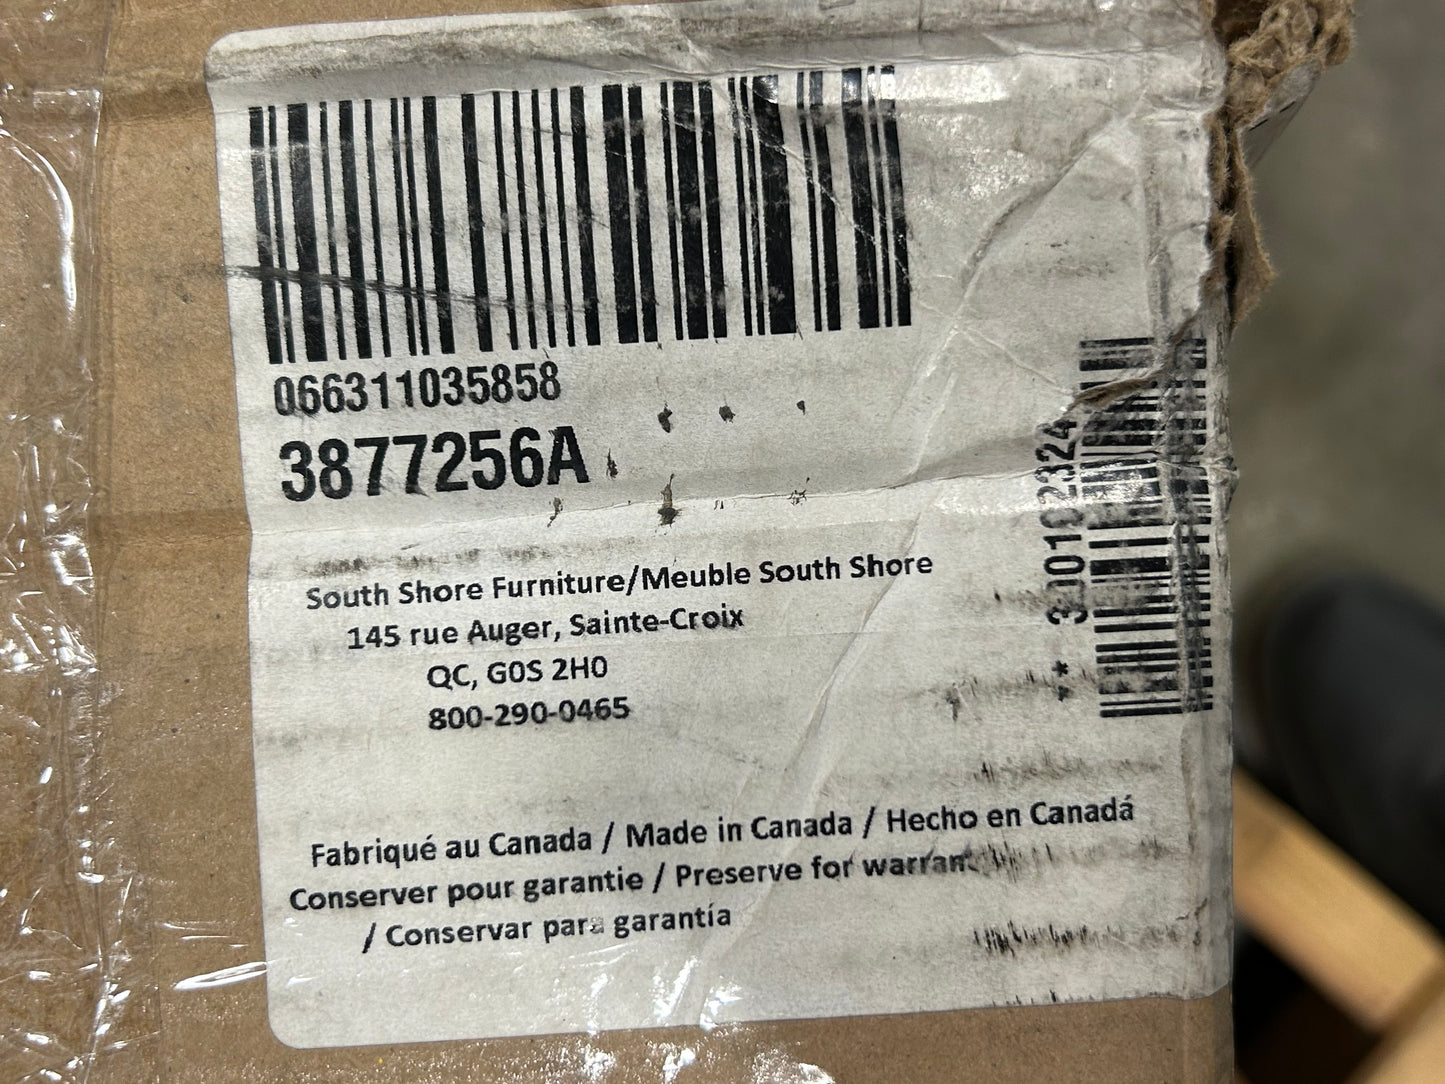 066311035858
3877256A
South Shore Furniture/Meuble South Shore
145 rue Auger, Sainte-Croix
QC, G0S 2H0
800-290-0465
Fabriqué au Canada / Made in Canada / Hecho en Canadá
Conserver pour garantie / Preserve for
/ Conservar para garantía
** 300102324